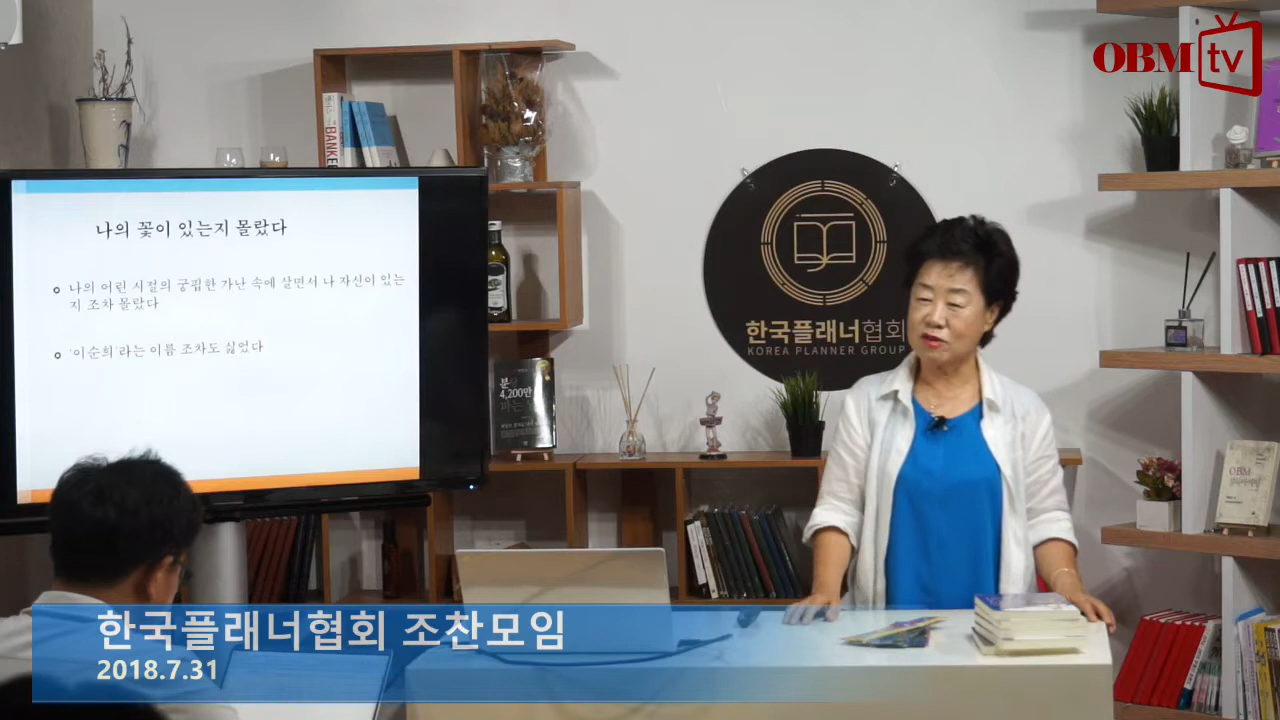 OBM tv
BANKER
나의 꽃이 있는지 몰랐다
나의 어린 시절의 궁핍한 가난 속에 살면서 나 자신이 있는
지 조차 몰랐다
'이순희'라는 이름 조차도 싫었다
한국플래너협회
KOREA PLANNER GROUP
4,200만
OBM
한국플래너협회 조찬모임
2018.7.31